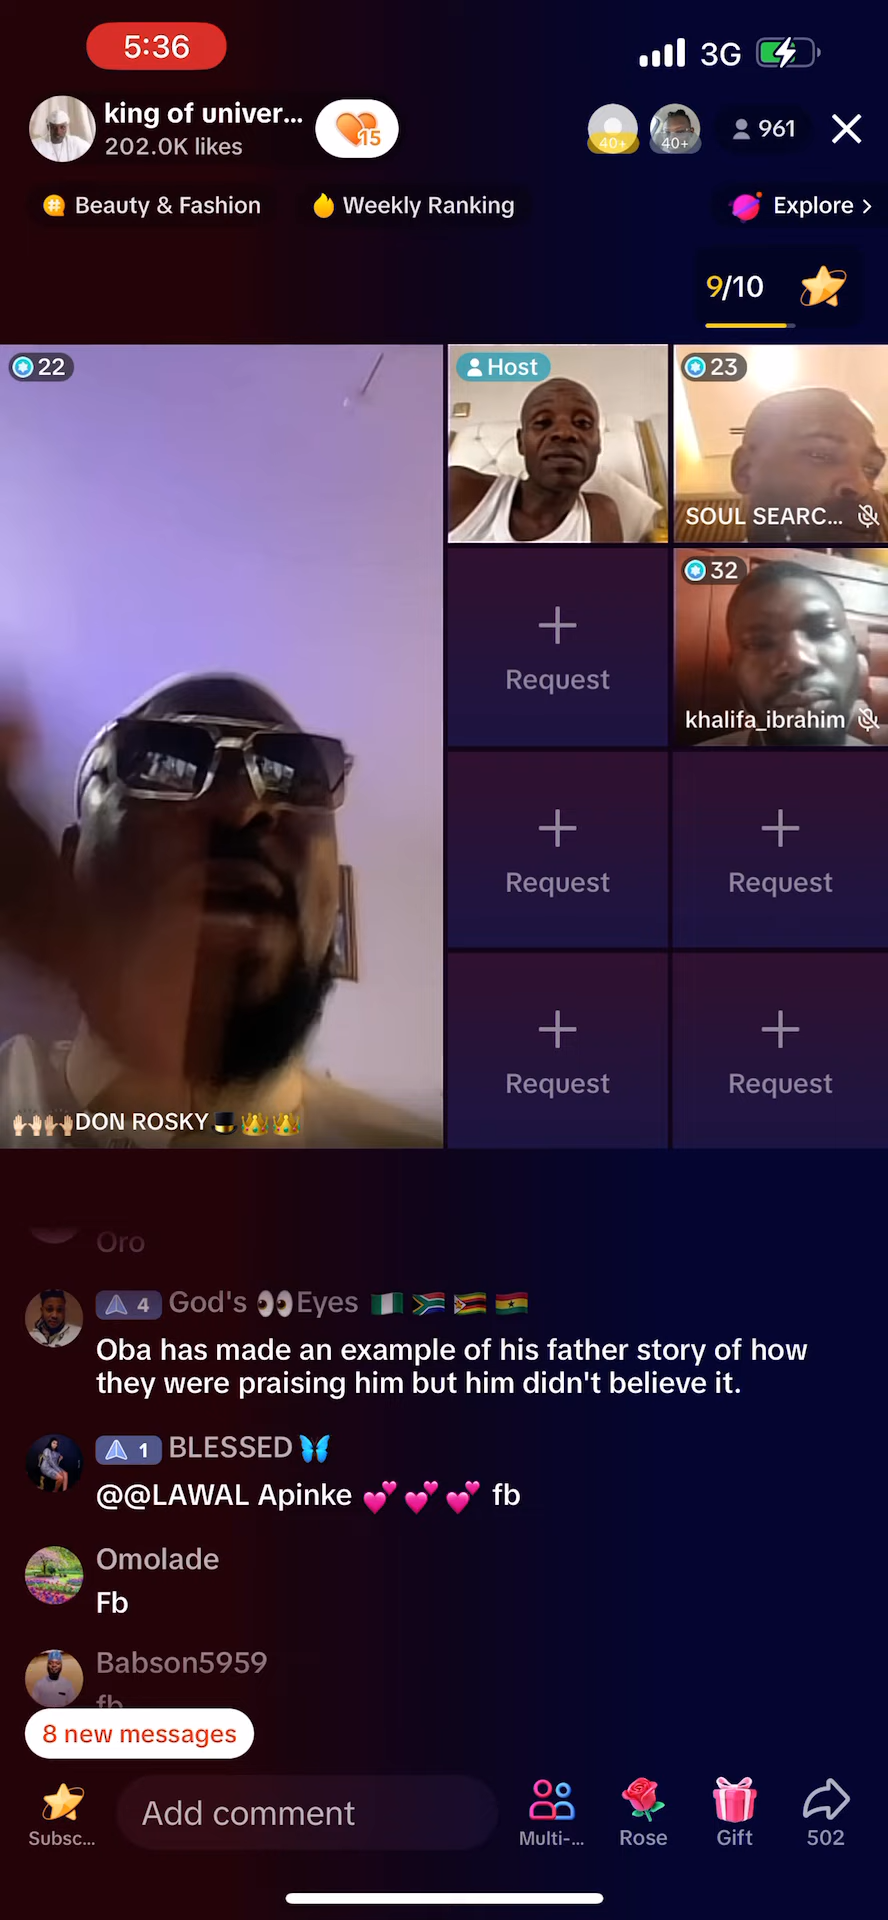 5:36
3G
king of univer...
202.0K likes
15
40+
40+
961
Beauty & Fashion
Weekly Ranking
Explore >
9/10
22
Host
23
SOUL SEARC...
Request
32
khalifa_ibrahim
Request
Request
Request
Request
🙌🏻🙌🏼🙌🏽DON ROSKY🎩👑👑
Oro
4 God's 👀Eyes 🇳🇬 🇿🇦 🇿🇼 🇬🇭
Oba has made an example of his father story of how
they were praising him but him didn't believe it.
1 BLESSED🦋
@@LAWAL Apinke 💕 💕 💕 fb
Omolade
Fb
Babson5959
fb
8 new messages
Subsc...
Add comment
Multi-...
Rose
Gift
502